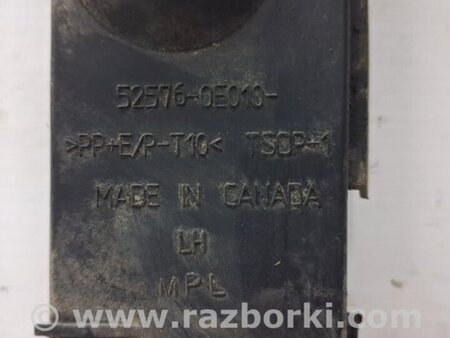 52576-0E010-
>PP+E/P-T10< TSOP-1
MADE IN CANADA
LH
MPL
www.razborki.com